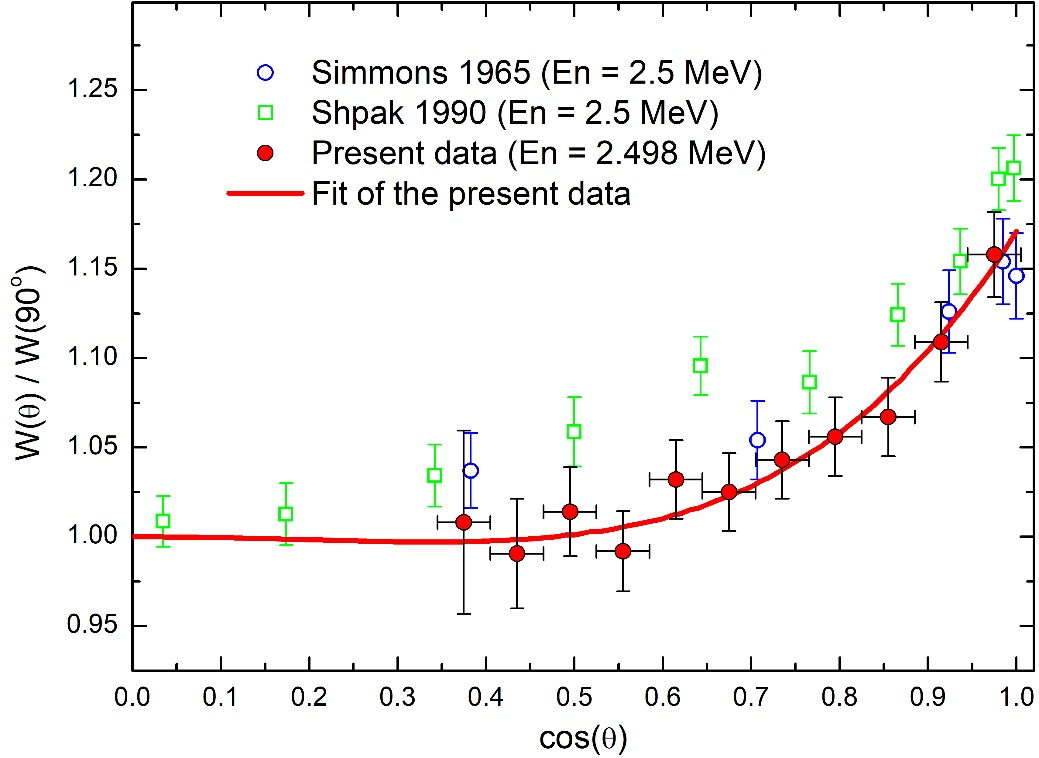 Simmons 1965 (En = 2.5 MeV)
Shpak 1990 (En = 2.5 MeV)
Present data (En = 2.498 MeV)
Fit of the present data
W(θ) / W(90°)
1.25
1.20
1.15
1.10
1.05
1.00
0.95
0.0 0.1 0.2 0.3 0.4 0.5 0.6 0.7 0.8 0.9 1.0
cos(θ)